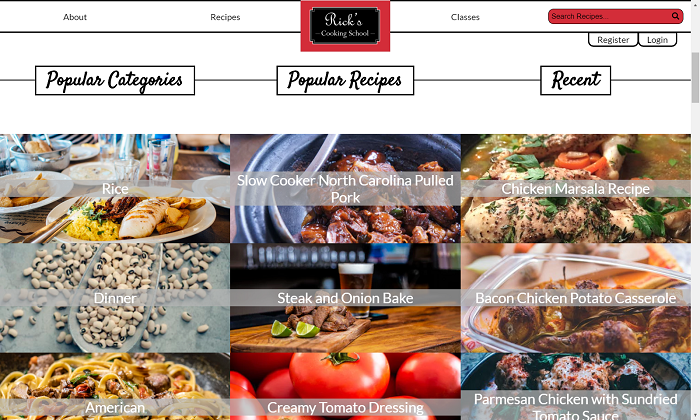 About
Recipes
Rick's
Cooking School
Classes
Search Recipes...
Register
Login
Popular Categories
Popular Recipes
Recent
Rice
Slow Cooker North Carolina Pulled
Pork
Chicken Marsala Recipe
Dinner
Steak and Onion Bake
Bacon Chicken Potato Casserole
American
Creamy Tomato Dressing
Parmesan Chicken with Sundried
Tomato Sauce